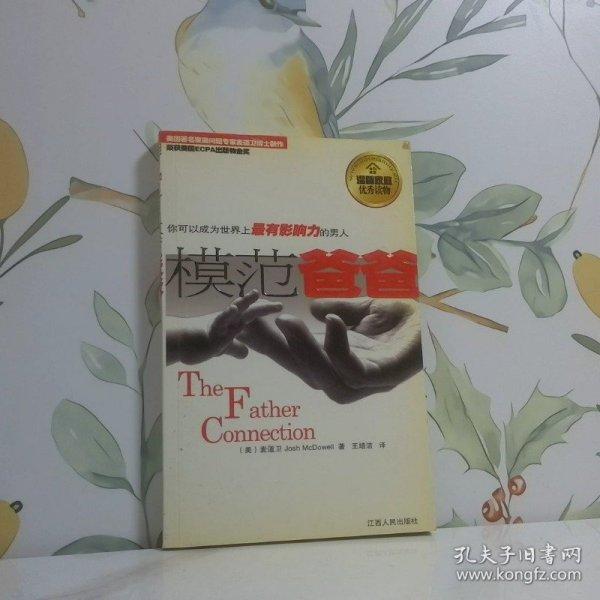 美国著名家庭问题专家麦道卫博士新作
荣获美国ECPA出版物金奖
温馨家庭
优秀读物
你可以成为世界上最有影响力的男人
模范爸爸
The
Father
Connection
（美）麦道卫 Josh McDowell 著 王培洁 译
江西人民出版社
孔夫子旧书网
www.kongfz.com